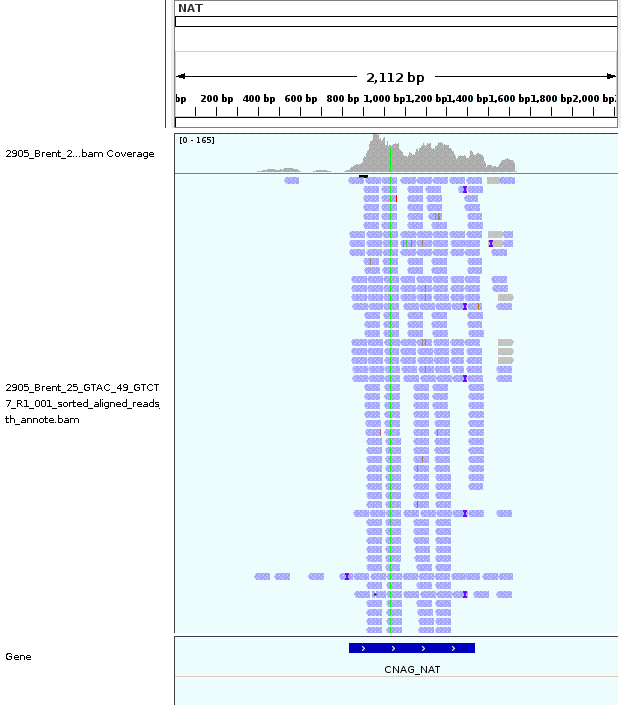 NAT
2,112 bp
bp 200 bp 400 bp 600 bp 800 bp 1,000 bp 1,200 bp 1,400 bp 1,600 bp 1,800 bp 2,000 bp
[0 - 165]
2905_Brent_2...bam Coverage
2905_Brent_25_GTAC_49_GTCT
7_R1_001_sorted_aligned_reads_
th_annote.bam
Gene
CNAG_NAT